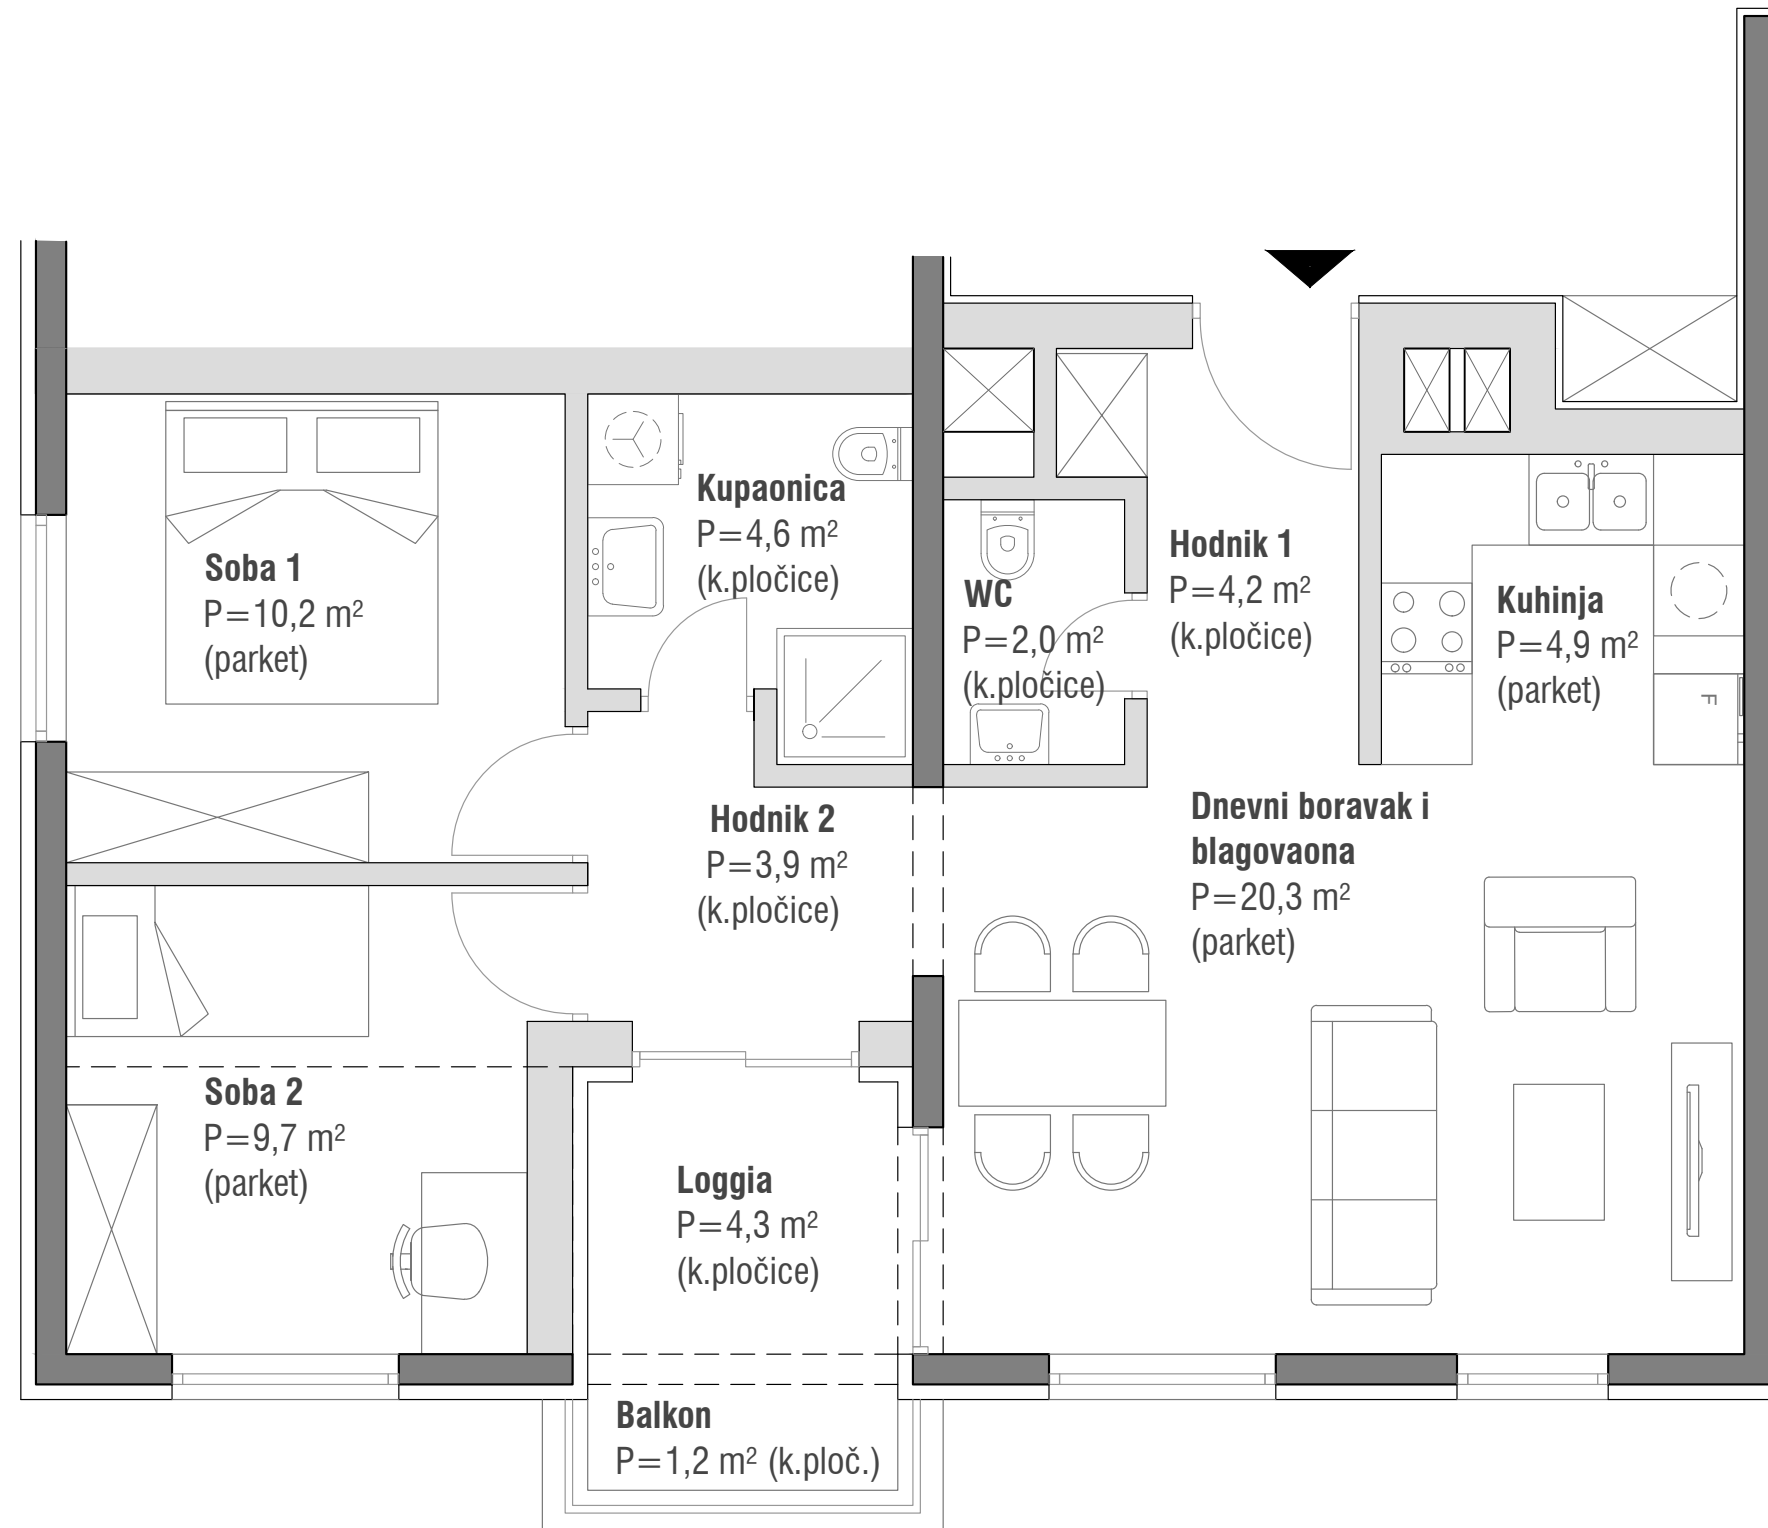 Kupaonica
P=4,6 m²
(k.pločice)
Soba 1
P=10,2 m²
(parket)
WC
P=2,0 m²
(k.pločice)
Hodnik 1
P=4,2 m²
(k.pločice)
Kuhinja
P=4,9 m²
(parket)
F
Hodnik 2
P=3,9 m²
(k.pločice)
Dnevni boravak i
blagovaona
P=20,3 m²
(parket)
Soba 2
P=9,7 m²
(parket)
Loggia
P=4,3 m²
(k.pločice)
Balkon
P=1,2 m² (k.ploč.)